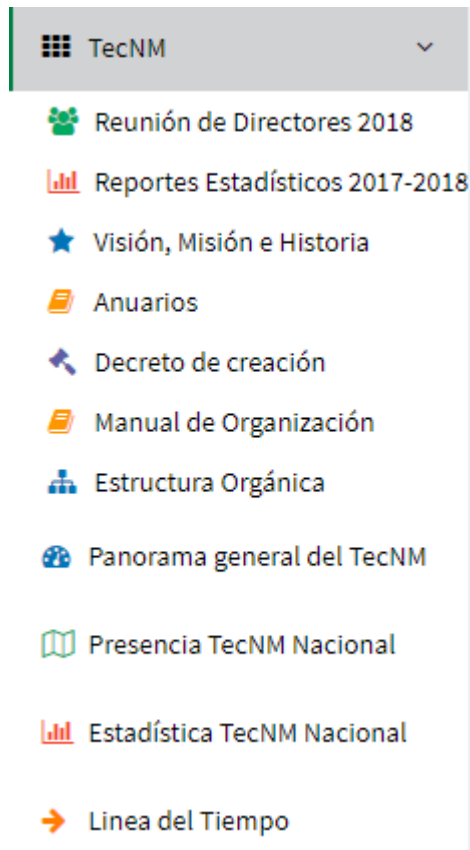 TecNM
Reunión de Directores 2018
Reportes Estadísticos 2017-2018
Visión, Misión e Historia
Anuarios
Decreto de creación
Manual de Organización
Estructura Orgánica
Panorama general del TecNM
Presencia TecNM Nacional
Estadística TecNM Nacional
Linea del Tiempo